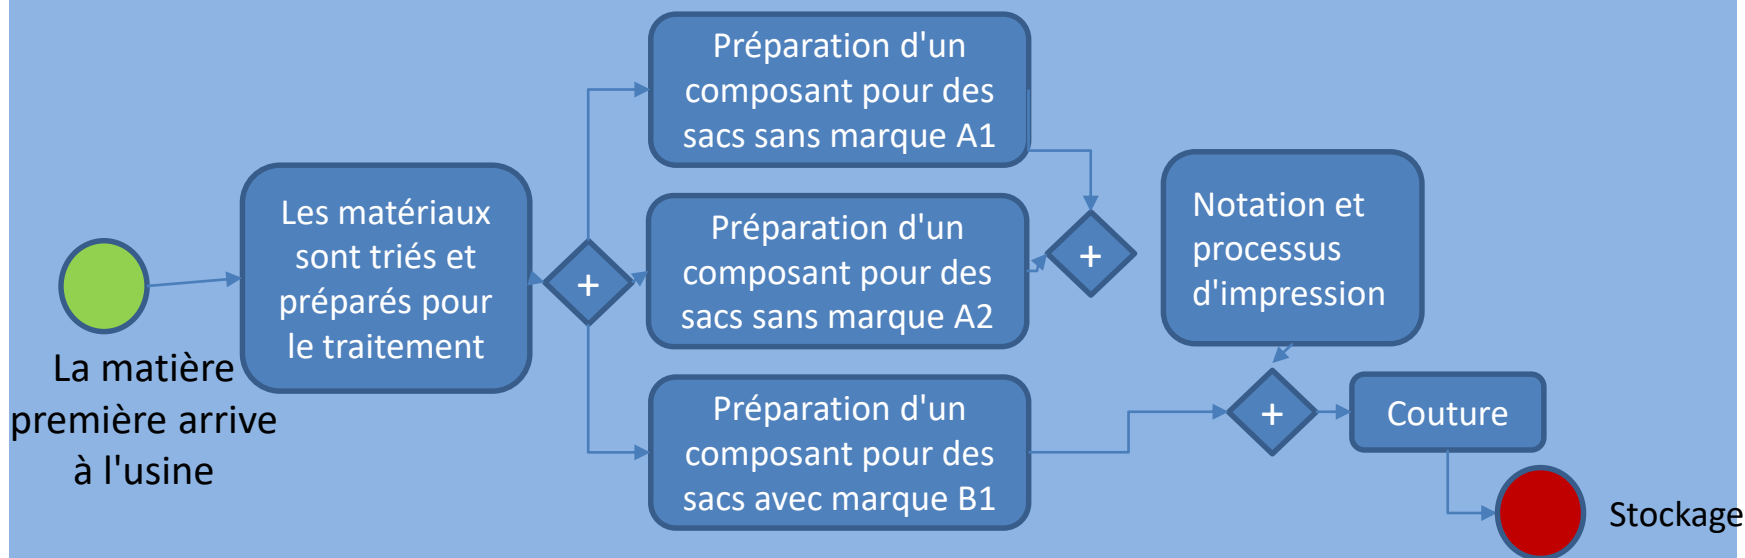 La matière
première arrive
à l'usine
Les matériaux
sont triés et
préparés pour
le traitement
+
Préparation d'un
composant pour des
sacs sans marque A1
Préparation d'un
composant pour des
sacs sans marque A2
Préparation d'un
composant pour des
sacs avec marque B1
+
Notation et
processus
d'impression
+
Couture
Stockage